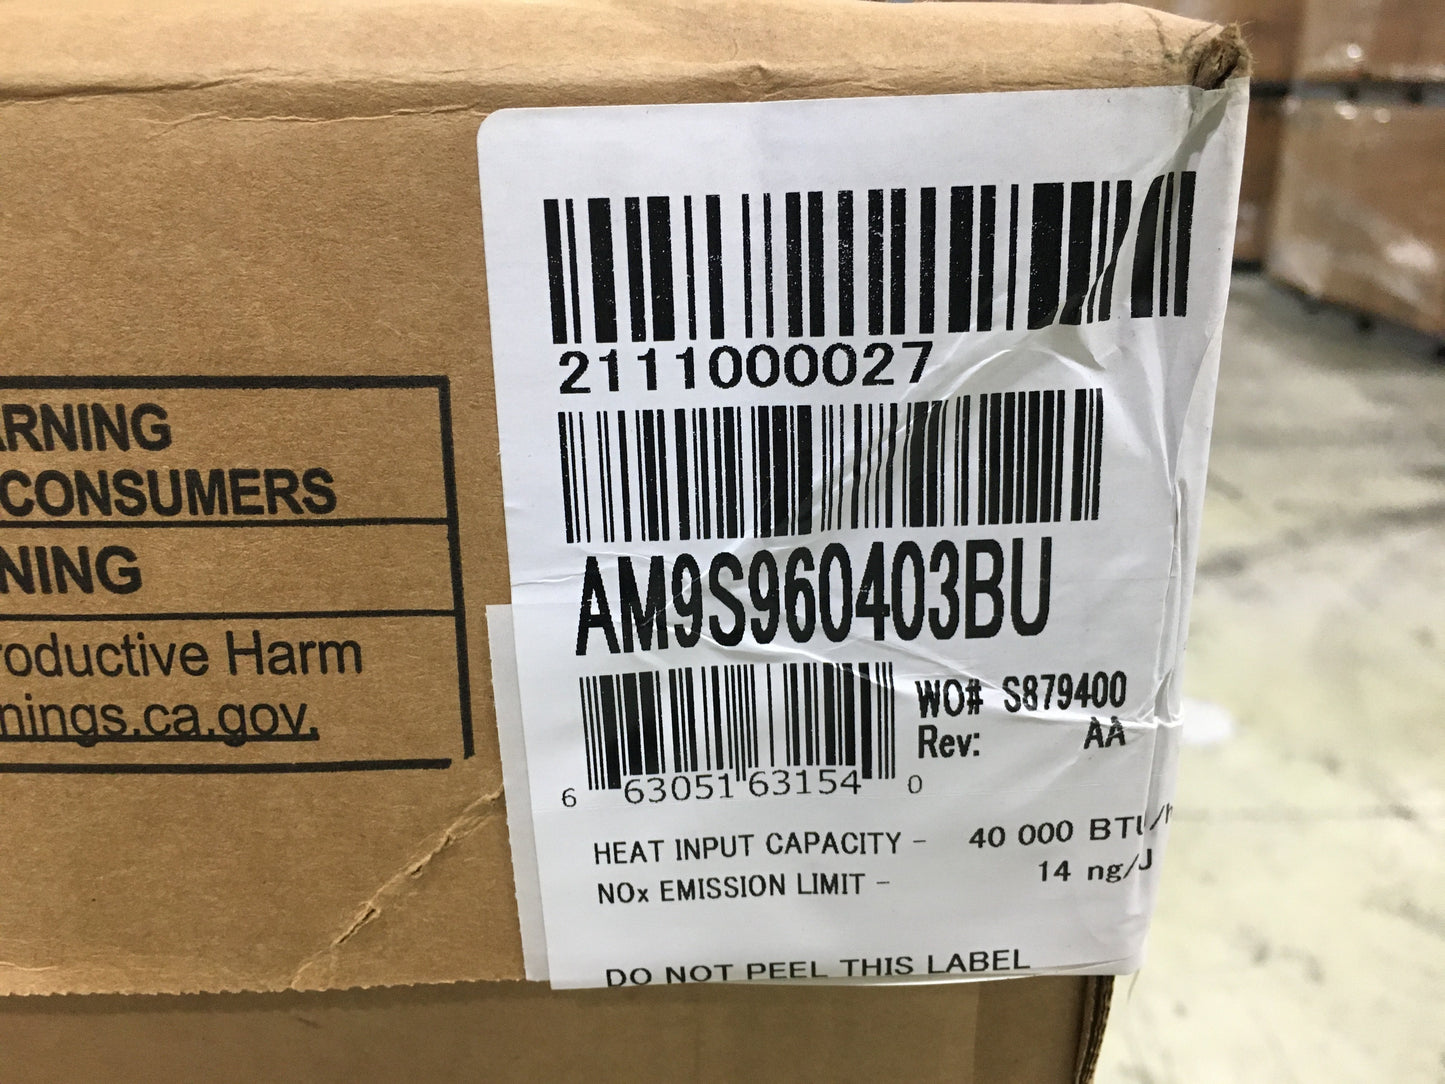 ARNING
CONSUMERS
NING
roductive Harm
nings.ca.gov.
2111000027
AM9S960403BU
WO# S879400
Rev: AA
6 63051 63154 0
HEAT INPUT CAPACITY - 40 000 BTU/h
NOx EMISSION LIMIT - 14 ng/J
DO NOT PEEL THIS LABEL